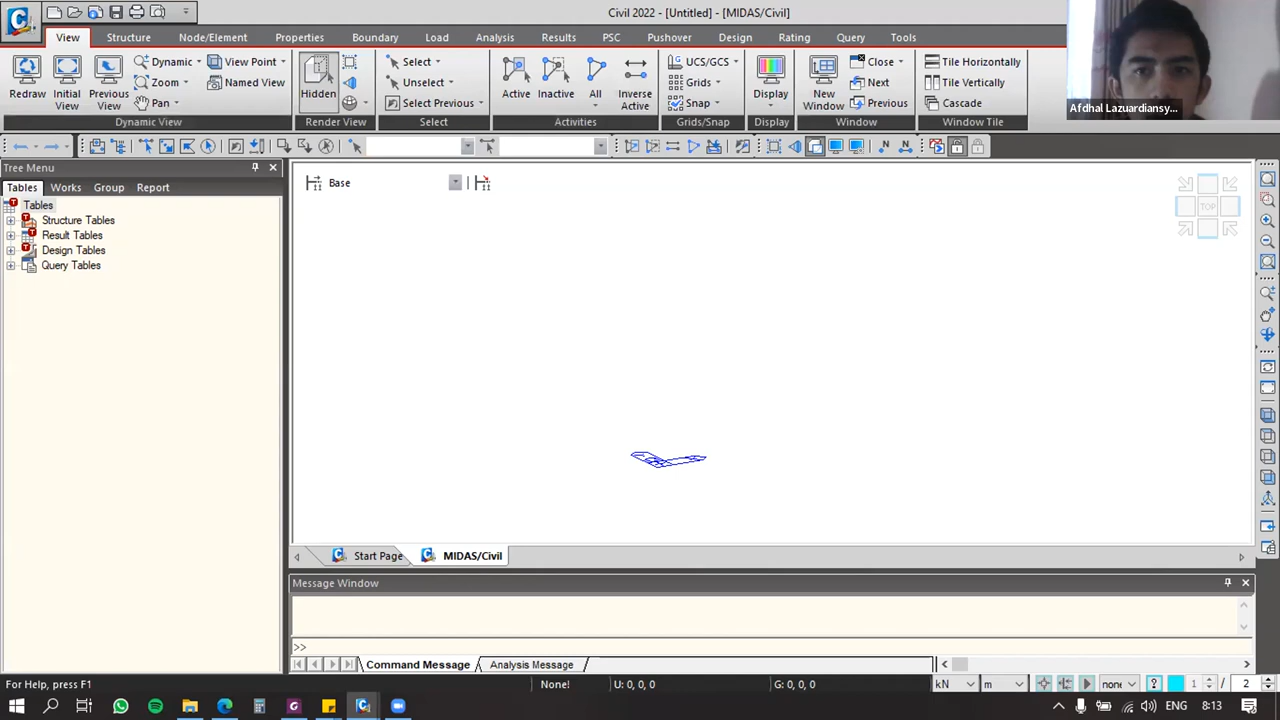 Civil 2022 - [Untitled] - [MIDAS/Civil]
View Structure Node/Element Properties Boundary Load Analysis Results PSC Pushover Design Rating Query Tools
Redraw
Initial View
Previous View
Dynamic
Zoom
Pan
View Point
Named View
Dynamic View
Hidden
Render View
Select
Unselect
Select Previous
Select
Active
Inactive
All
Inverse Active
Activities
UCS/GCS
Grids
Snap
Grids/Snap
Display
Display
New Window
Close
Next
Previous
Window
Tile Horizontally
Tile Vertically
Cascade
Window Tile
Afdhal Lazuardiansy...
Tree Menu
Tables Works Group Report
Tables
Structure Tables
Result Tables
Design Tables
Query Tables
Base
TOP
Start Page MIDAS/Civil
Message Window
>>
Command Message Analysis Message
For Help, press F1 None! U: 0, 0, 0 G: 0, 0, 0 kN m none 1 / 2
ENG 8:13